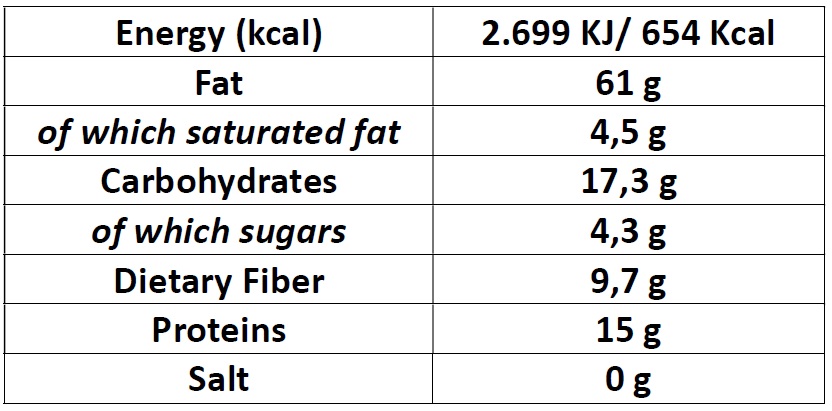 Energy (kcal) 2.699 KJ/ 654 Kcal
Fat 61 g
of which saturated fat 4,5 g
Carbohydrates 17,3 g
of which sugars 4,3 g
Dietary Fiber 9,7 g
Proteins 15 g
Salt 0 g